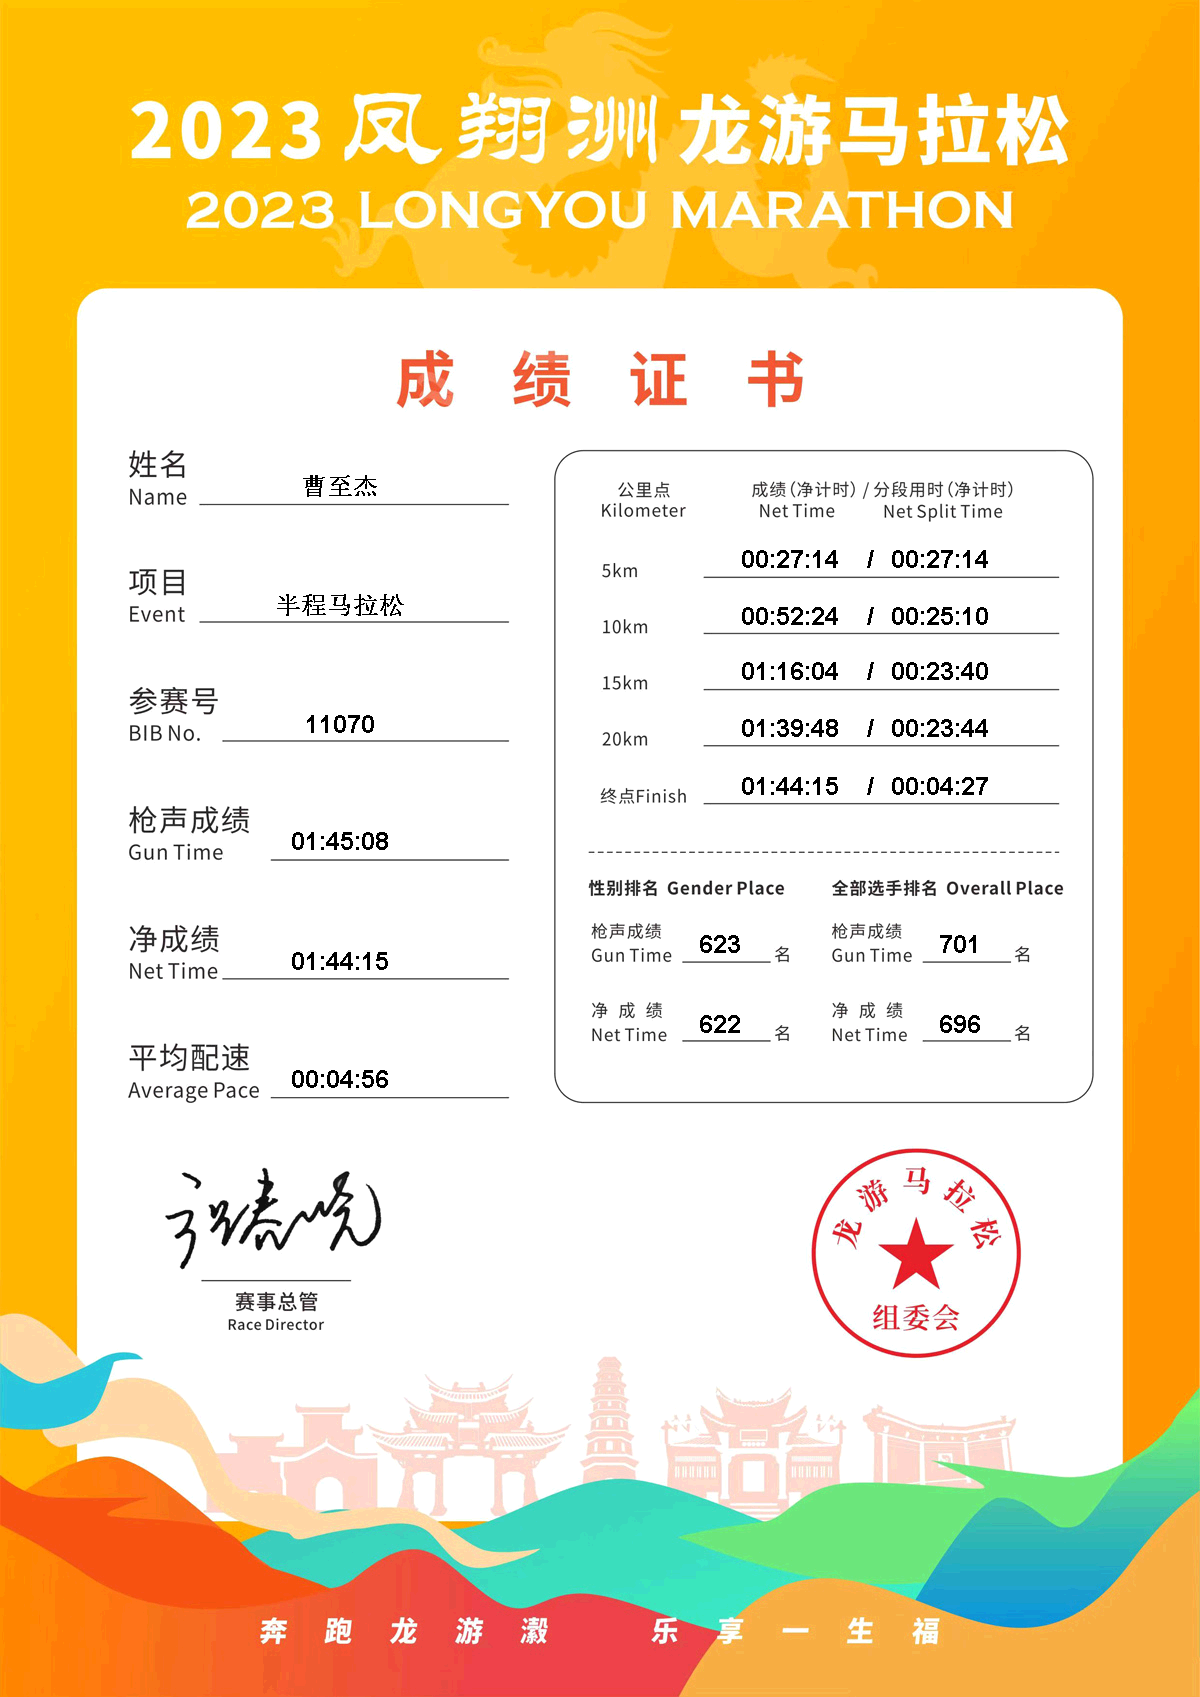 2023凤翔洲龙游马拉松
2023 LONGYOU MARATHON
成绩证书
姓名
Name 曹至杰
项目
Event 半程马拉松
参赛号
BIB No. 11070
枪声成绩
Gun Time 01:45:08
净成绩
Net Time 01:44:15
平均配速
Average Pace 00:04:56
公里点 成绩(净计时) / 分段用时(净计时)
Kilometer Net Time Net Split Time
5km 00:27:14 / 00:27:14
10km 00:52:24 / 00:25:10
15km 01:16:04 / 00:23:40
20km 01:39:48 / 00:23:44
终点Finish 01:44:15 / 00:04:27
性别排名 Gender Place 全部选手排名 Overall Place
枪声成绩 枪声成绩
Gun Time 623 名 Gun Time 701 名
净成绩 净成绩
Net Time 622 名 Net Time 696 名
赛事总管
Race Director
龙游马拉松
组委会
奔跑龙游瀫 乐享一生福